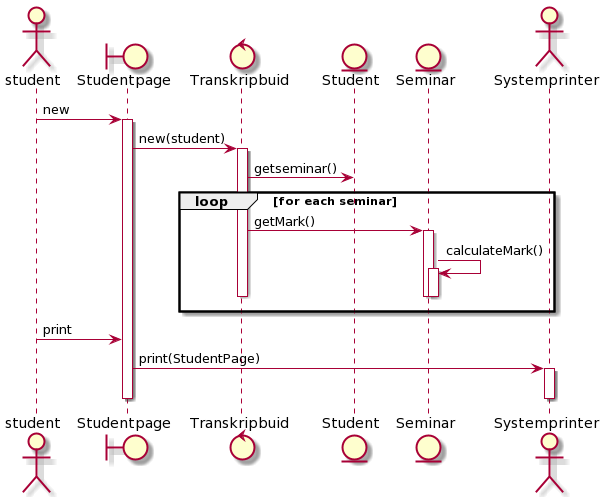 student Studentpage Transkripbuid Student Seminar Systemprinter
new
new(student)
getseminar()
loop [for each seminar]
getMark()
calculateMark()
print
print(StudentPage)
student Studentpage Transkripbuid Student Seminar Systemprinter